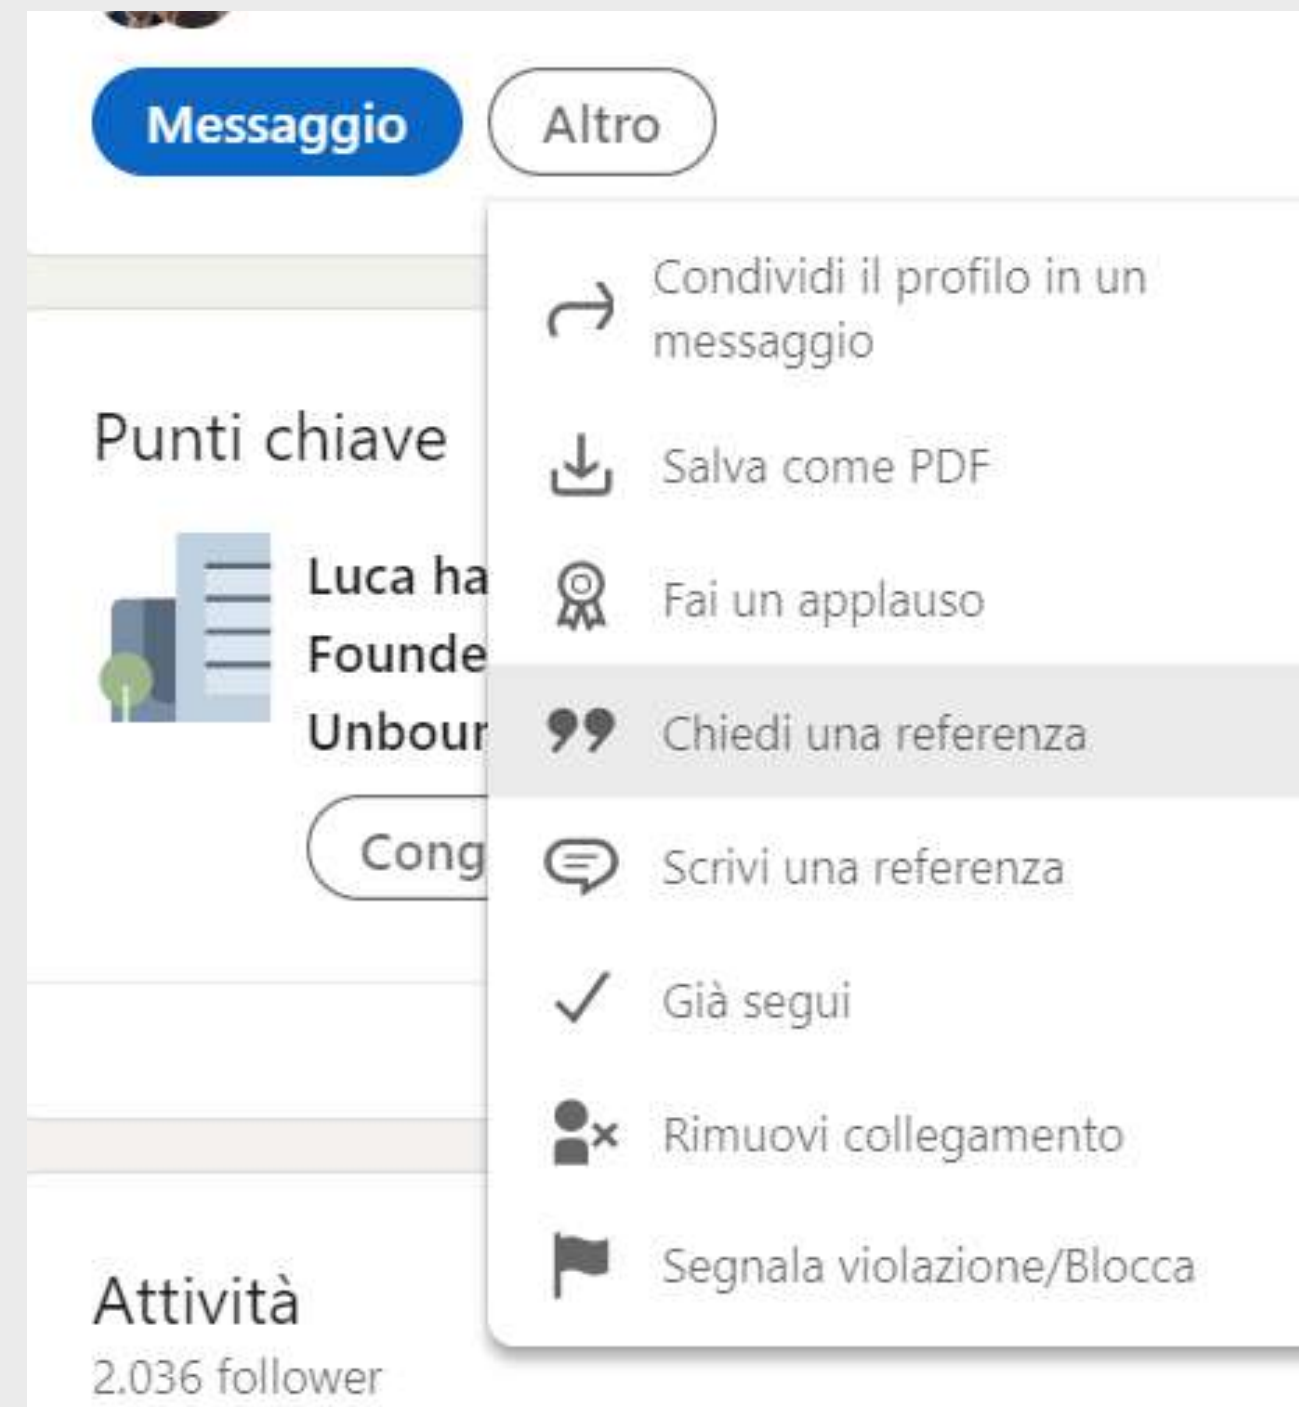 Messaggio
Altro
Condividi il profilo in un
messaggio
Salva come PDF
Fai un applauso
Chiedi una referenza
Scrivi una referenza
Già segui
Rimuovi collegamento
Segnala violazione/Blocca
Punti chiave
Luca ha
Founde
Unbour
Cong
Attività
2.036 follower